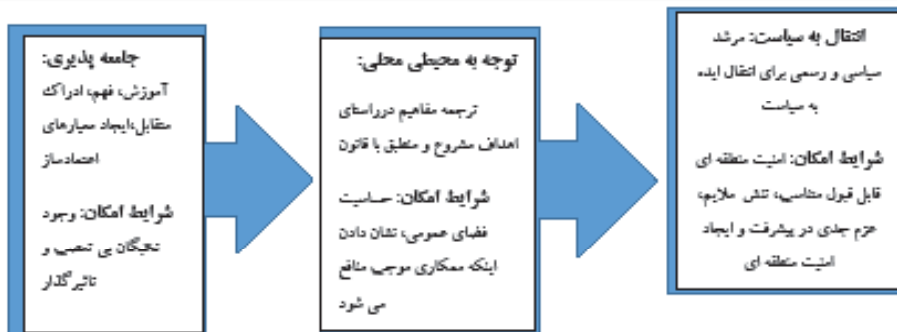 جامعه پذیری:
آموزش، فهم، ادراک
متقابل،ایجاد معیارهای
اعتمادساز
شرایط امکان: وجود
نخبگان بی تعصب و
تاثیرگذار
توجه به محیطی محلی:
ترجمه مفاهیم درراستای
اهداف مشروع و منطبق با قانون
شرایط امکان: حساسیت
فضای عمومی، نشان دادن
اینکه همکاری موجب منافع
می شود
انتقال به سیاست: مرشد
سیاسی و رسمی برای انتقال ایده
به سیاست
شرایط امکان: امنیت منطقه ای
قابل قبول متناسب، تنش ملایم،
عزم جدی در پیشرفت و ایجاد
امنیت منطقه ای